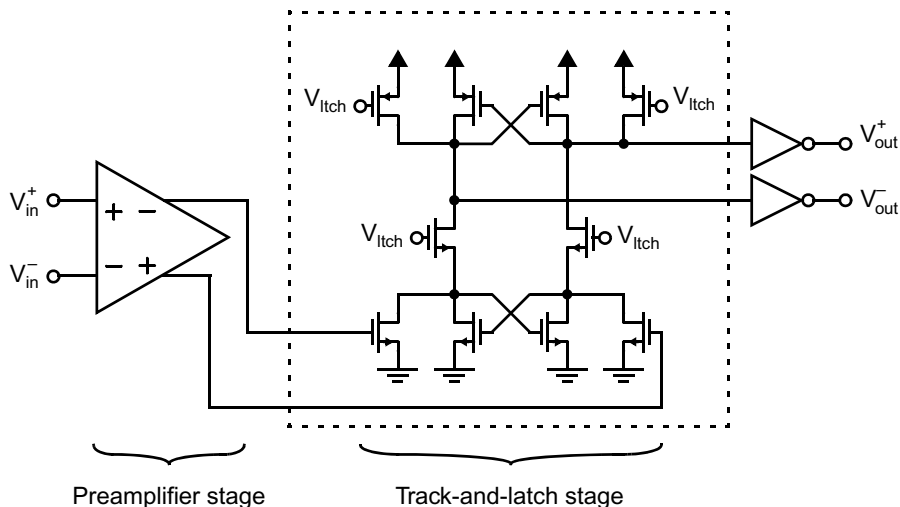 V_ltch
V_ltch
V_out^+
V_in^+
+ −
V_out^−
V_ltch
V_ltch
V_in^−
− +
Preamplifier stage
Track-and-latch stage